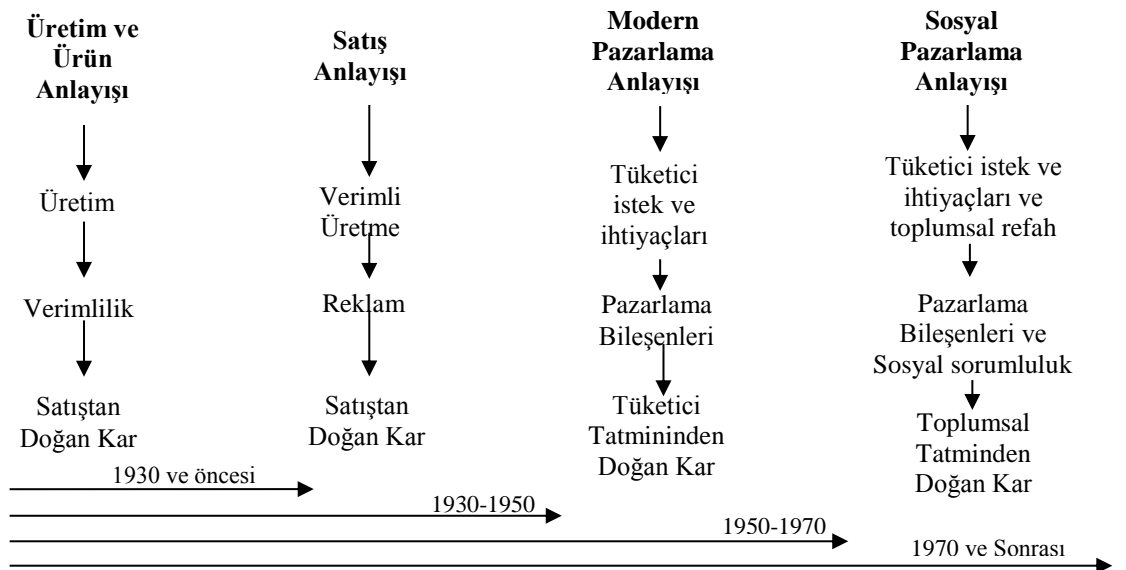 Üretim ve
Ürün
Anlayışı
Üretim
Verimlilik
Satıştan
Doğan Kar
Satış
Anlayışı
Verimli
Üretme
Reklam
Satıştan
Doğan Kar
Modern
Pazarlama
Anlayışı
Tüketici
istek ve
ihtiyaçları
Pazarlama
Bileşenleri
Tüketici
Tatmininden
Doğan Kar
Sosyal
Pazarlama
Anlayışı
Tüketici istek ve
ihtiyaçları ve
toplumsal refah
Pazarlama
Bileşenleri ve
Sosyal sorumluluk
Toplumsal
Tatminden
Doğan Kar
1930 ve öncesi
1930-1950
1950-1970
1970 ve Sonrası